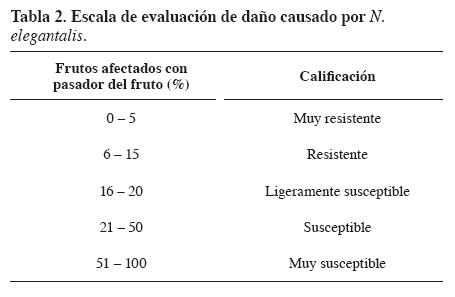 Tabla 2. Escala de evaluación de daño causado por N.
elegantalis.
Frutos afectados con
pasador del fruto (%)
Calificación
0 – 5 Muy resistente
6 – 15 Resistente
16 – 20 Ligeramente susceptible
21 – 50 Susceptible
51 – 100 Muy susceptible